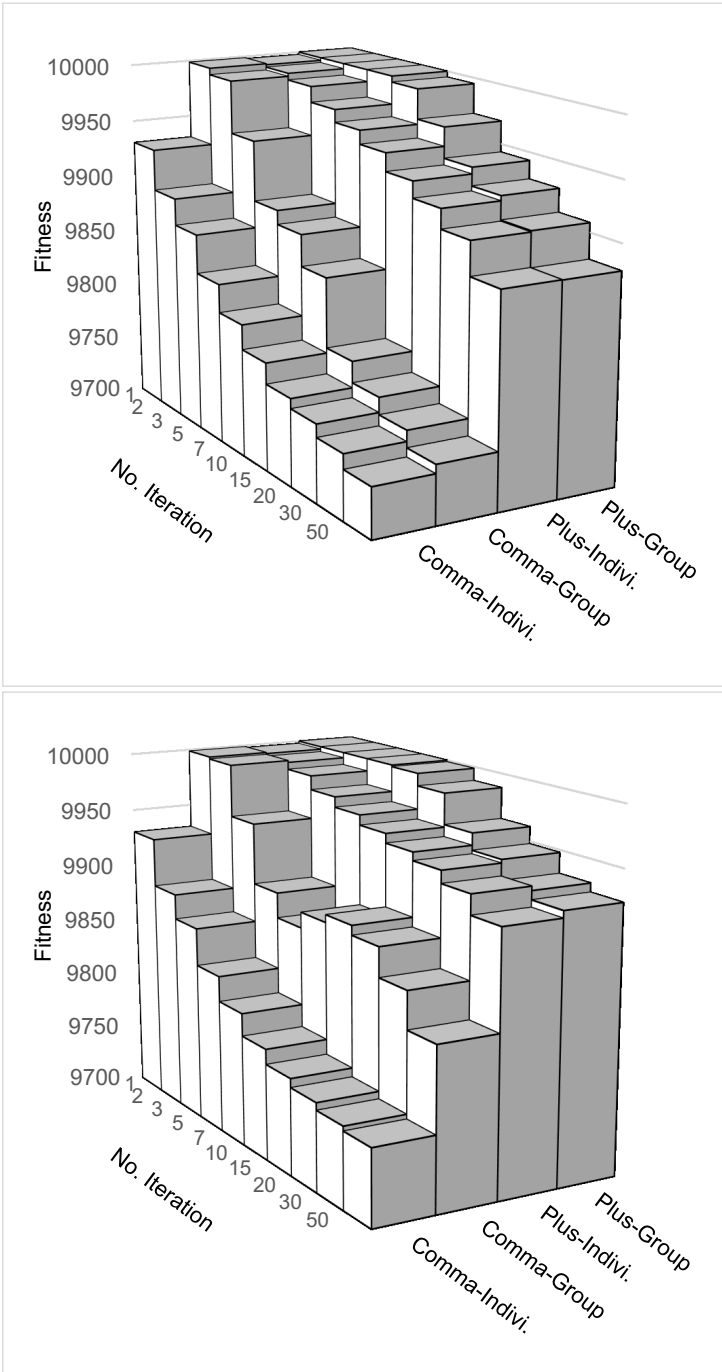 10000
9950
9900
9850
9800
9750
9700
Fitness
1
2
3
5
7
10
15
20
30
50
No. Iteration
Comma-Indivi.
Comma-Group
Plus-Indivi.
Plus-Group
10000
9950
9900
9850
9800
9750
9700
Fitness
1
2
3
5
7
10
15
20
30
50
No. Iteration
Comma-Indivi.
Comma-Group
Plus-Indivi.
Plus-Group